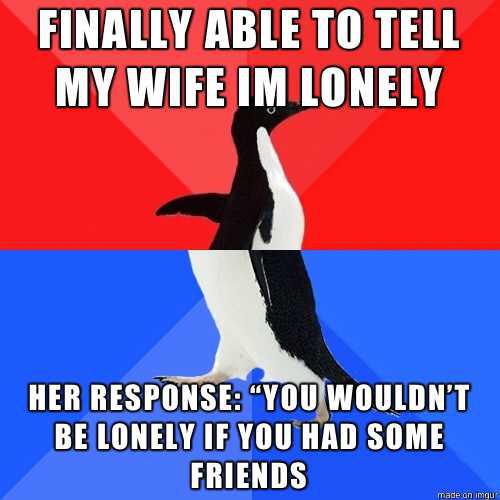 FINALLY ABLE TO TELL
MY WIFE IM LONELY
HER RESPONSE: “YOU WOULDN’T
BE LONELY IF YOU HAD SOME
FRIENDS
made on imgur